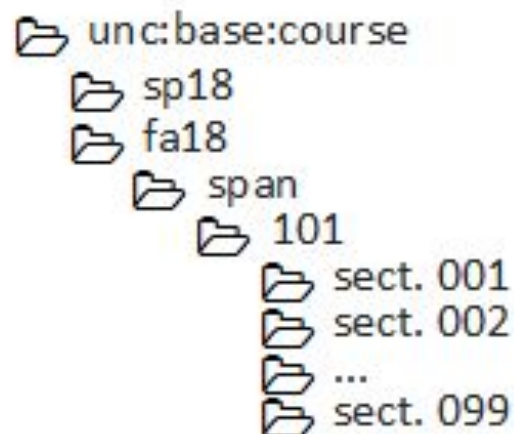 unc:base:course
sp18
fa18
span
101
sect. 001
sect. 002
...
sect. 099